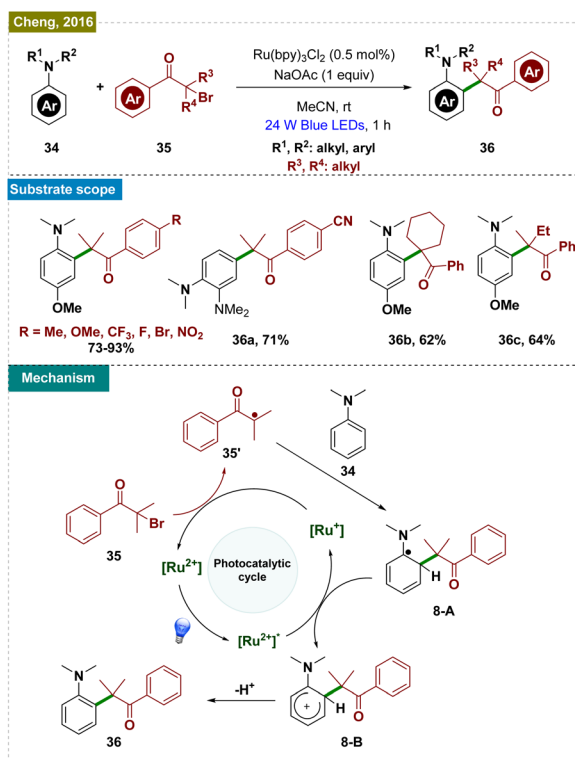 Cheng, 2016
R¹ N R²
Ar
34
+
O
Ar R³
Br
R⁴
35
Ru(bpy)₃Cl₂ (0.5 mol%)
NaOAc (1 equiv)
MeCN, rt
24 W Blue LEDs, 1 h
R¹, R²: alkyl, aryl
R³, R⁴: alkyl
R¹ N R²
R³ R⁴
Ar Ar
O
36
Substrate scope
N
R
O
OMe
R = Me, OMe, CF₃, F, Br, NO₂
73-93%
CN
N
O
NMe₂
36a, 71%
N
Ph
O
OMe
36b, 62%
N
Et
Ph
O
OMe
36c, 64%
Mechanism
O
35'
N
34
O
Br
35
[Ru⁺]
[Ru²⁺]
Photocatalytic
cycle
[Ru²⁺]*
N
H
O
8-A
N
O
36
-H⁺
N
H
O
+
8-B